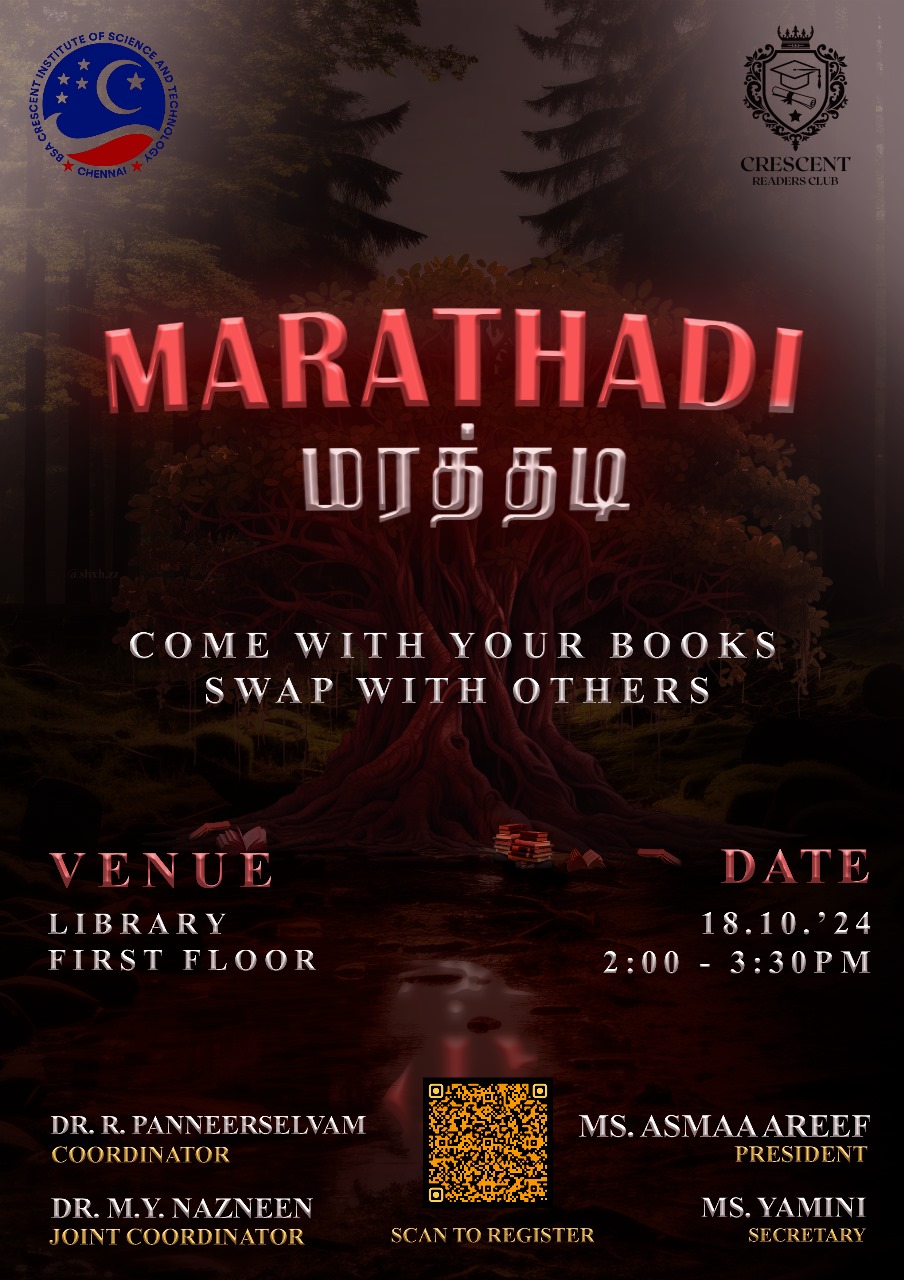 BSA CRESCENT INSTITUTE OF SCIENCE AND TECHNOLOGY
CHENNAI
CRESCENT
READERS CLUB
MARATHADI
மரத்தடி
COME WITH YOUR BOOKS
SWAP WITH OTHERS
VENUE
LIBRARY
FIRST FLOOR
DATE
18.10.’24
2:00 - 3:30PM
DR. R. PANNEERSELVAM
COORDINATOR
DR. M.Y. NAZNEEN
JOINT COORDINATOR
SCAN TO REGISTER
MS. ASMAA AREEF
PRESIDENT
MS. YAMINI
SECRETARY